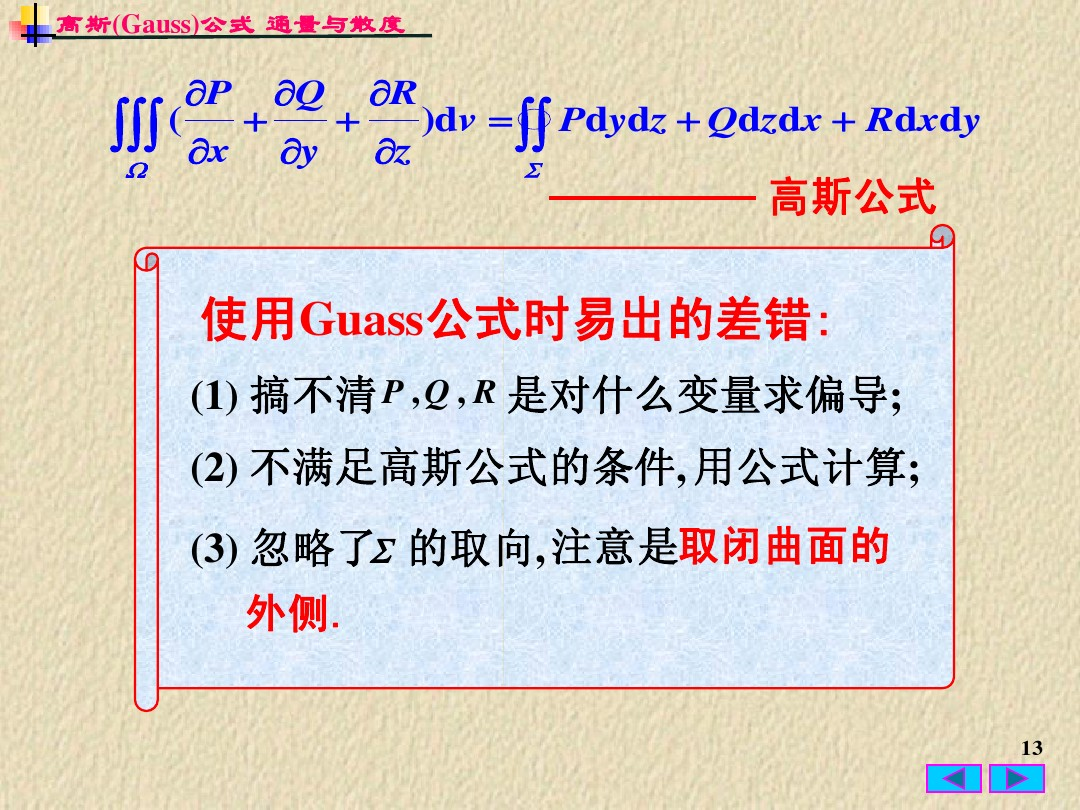 高斯(Gauss)公式 通量与散度
∭_Ω (∂P/∂x + ∂Q/∂y + ∂R/∂z)dv = ∯_Σ Pdydz + Qdzdx + Rdxdy
高斯公式
使用Guass公式时易出的差错:
(1) 搞不清P,Q,R 是对什么变量求偏导;
(2) 不满足高斯公式的条件,用公式计算;
(3) 忽略了Σ 的取向,注意是取闭曲面的
外侧.
13